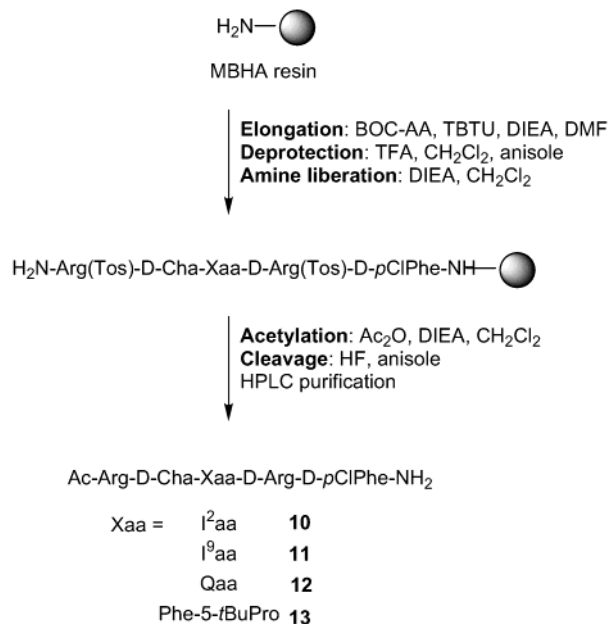 H₂N
MBHA resin
Elongation: BOC-AA, TBTU, DIEA, DMF
Deprotection: TFA, CH₂Cl₂, anisole
Amine liberation: DIEA, CH₂Cl₂
H₂N-Arg(Tos)-D-Cha-Xaa-D-Arg(Tos)-D-pClPhe-NH
Acetylation: Ac₂O, DIEA, CH₂Cl₂
Cleavage: HF, anisole
HPLC purification
Ac-Arg-D-Cha-Xaa-D-Arg-D-pClPhe-NH₂
Xaa = I²aa 10
I⁹aa 11
Qaa 12
Phe-5-tBuPro 13